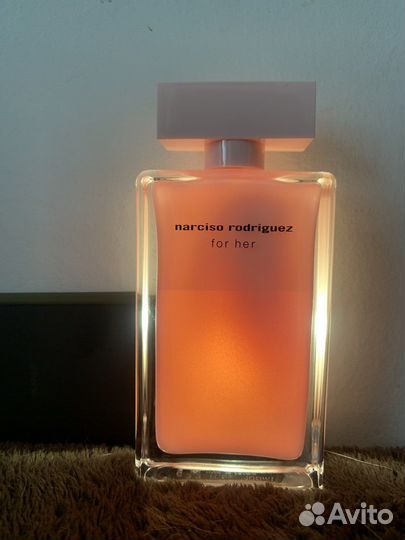 narciso rodriguez
for her
Avito